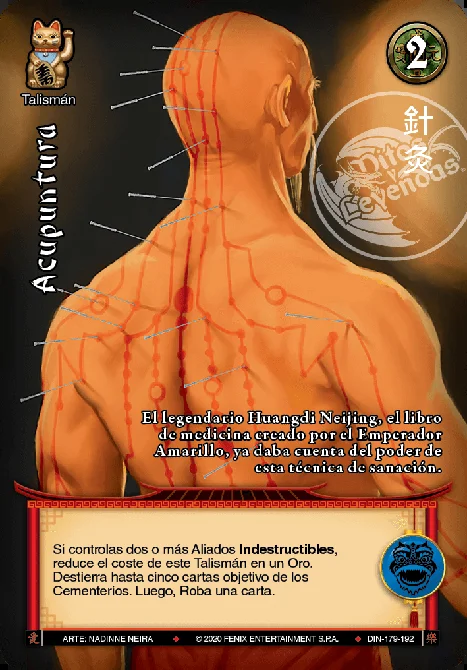 2
Talismán
針灸
Mitos y
Leyendas
Acupuntura
El legendario Huangdi Neijing, el libro
de medicina creado por el Emperador
Amarillo, ya daba cuenta del poder de
esta técnica de sanación.
Si controlas dos o más Aliados Indestructibles,
reduce el coste de este Talismán en un Oro.
Destierra hasta cinco cartas objetivo de los
Cementerios. Luego, Roba una carta.
ARTE: NADINNE NEIRA ◆ © 2020 FENIX ENTERTAINMENT S.P.A. ◆ DIN-179-192